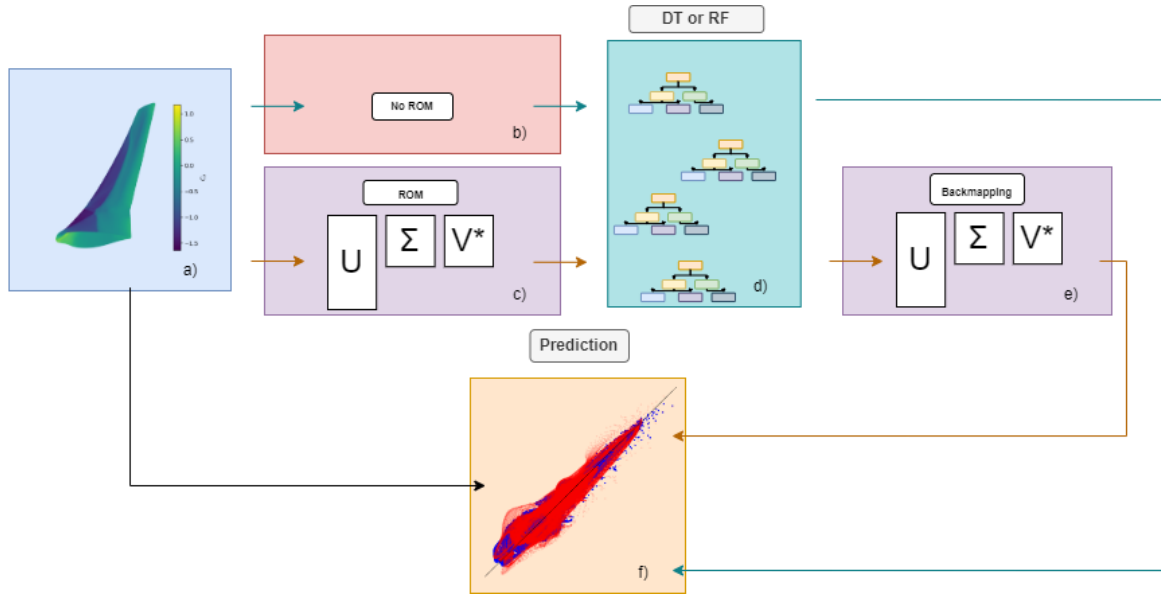 DT or RF
No ROM
b)
1.0
0.5
0.0
−0.5
−1.0
−1.5
a)
ROM
U
Σ
V*
c)
d)
Backmapping
U
Σ
V*
e)
Prediction
f)